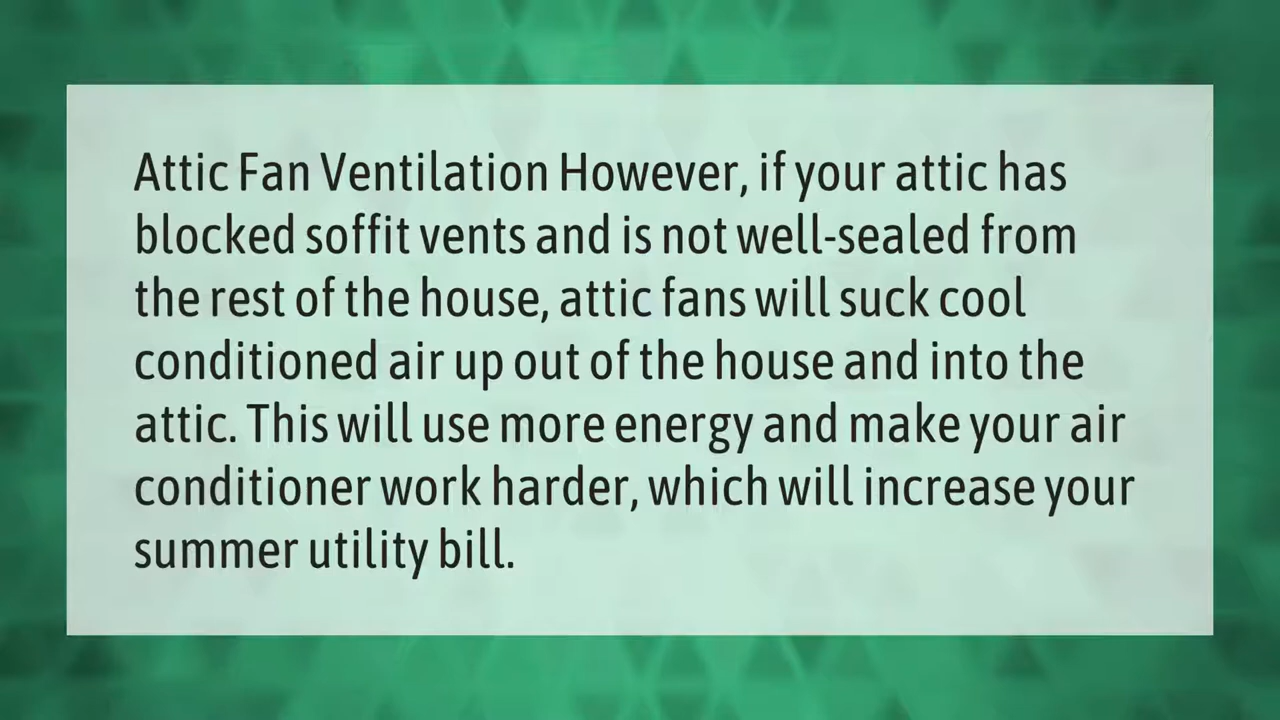 Attic Fan Ventilation However, if your attic has
blocked soffit vents and is not well-sealed from
the rest of the house, attic fans will suck cool
conditioned air up out of the house and into the
attic. This will use more energy and make your air
conditioner work harder, which will increase your
summer utility bill.